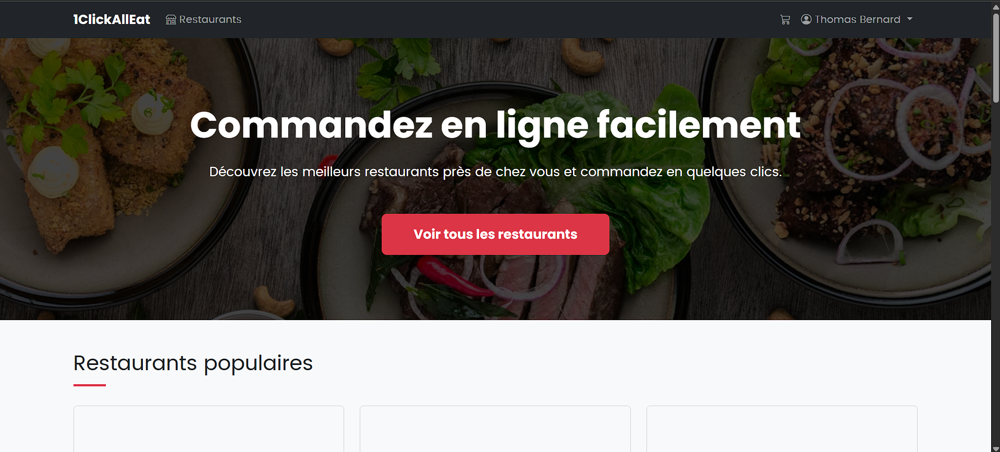 1ClickAllEat Restaurants Thomas Bernard
Commandez en ligne facilement
Découvrez les meilleurs restaurants près de chez vous et commandez en quelques clics.
Voir tous les restaurants
Restaurants populaires